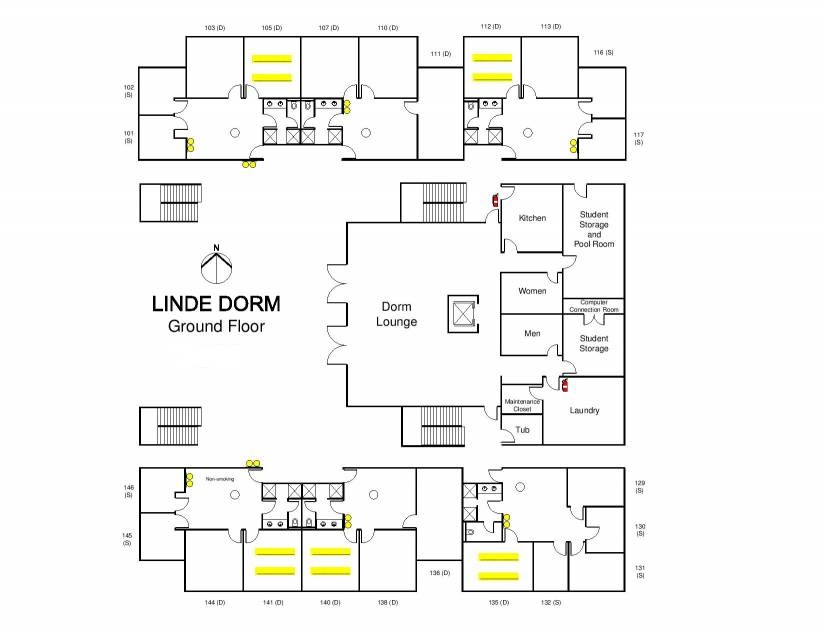 103 (D)
105 (D)
107 (D)
110 (D)
111 (D)
112 (D)
113 (D)
116 (S)
102
(S)
101
(S)
117
(S)
Kitchen
Student
Storage
and
Pool Room
N
LINDE DORM
Ground Floor
Dorm
Lounge
Women
Computer
Connection Room
Men
Student
Storage
Maintenance
Closet
Laundry
Tub
Non-smoking
146
(S)
145
(S)
129
(S)
130
(S)
131
(S)
136 (D)
144 (D)
141 (D)
140 (D)
138 (D)
135 (D)
132 (S)